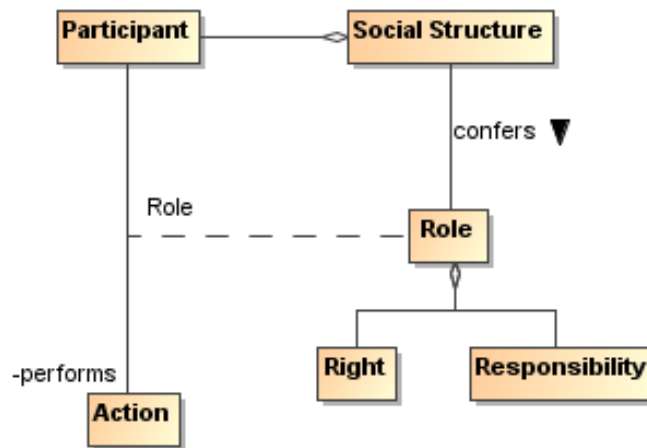 Participant
Social Structure
confers
Role
Role
Right
Responsibility
-performs
Action